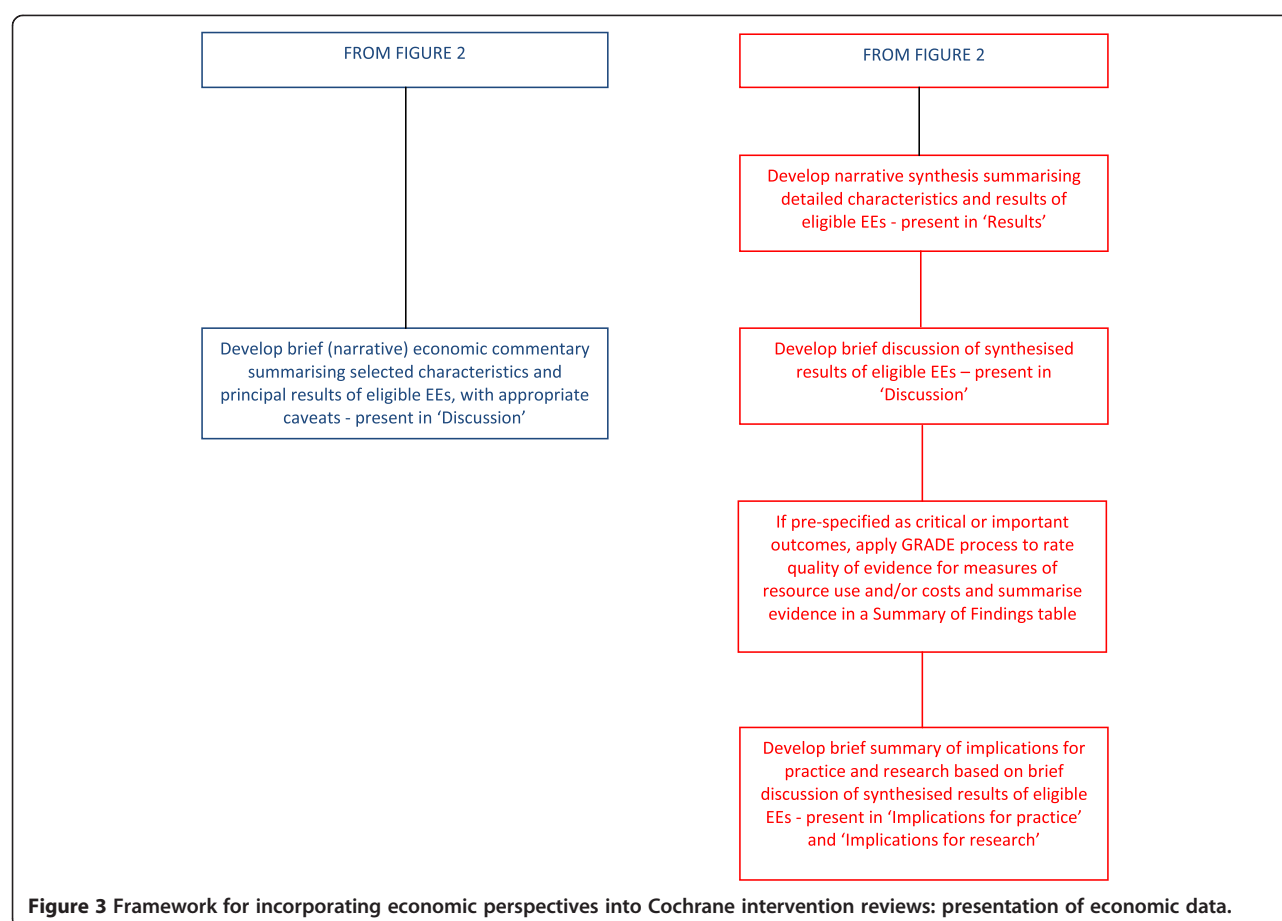 FROM FIGURE 2
Develop brief (narrative) economic commentary
summarising selected characteristics and
principal results of eligible EEs, with appropriate
caveats - present in ‘Discussion’
FROM FIGURE 2
Develop narrative synthesis summarising
detailed characteristics and results of
eligible EEs - present in ‘Results’
Develop brief discussion of synthesised
results of eligible EEs – present in
‘Discussion’
If pre-specified as critical or important
outcomes, apply GRADE process to rate
quality of evidence for measures of
resource use and/or costs and summarise
evidence in a Summary of Findings table
Develop brief summary of implications for
practice and research based on brief
discussion of synthesised results of eligible
EEs - present in ‘Implications for practice’
and ‘Implications for research’
Figure 3 Framework for incorporating economic perspectives into Cochrane intervention reviews: presentation of economic data.